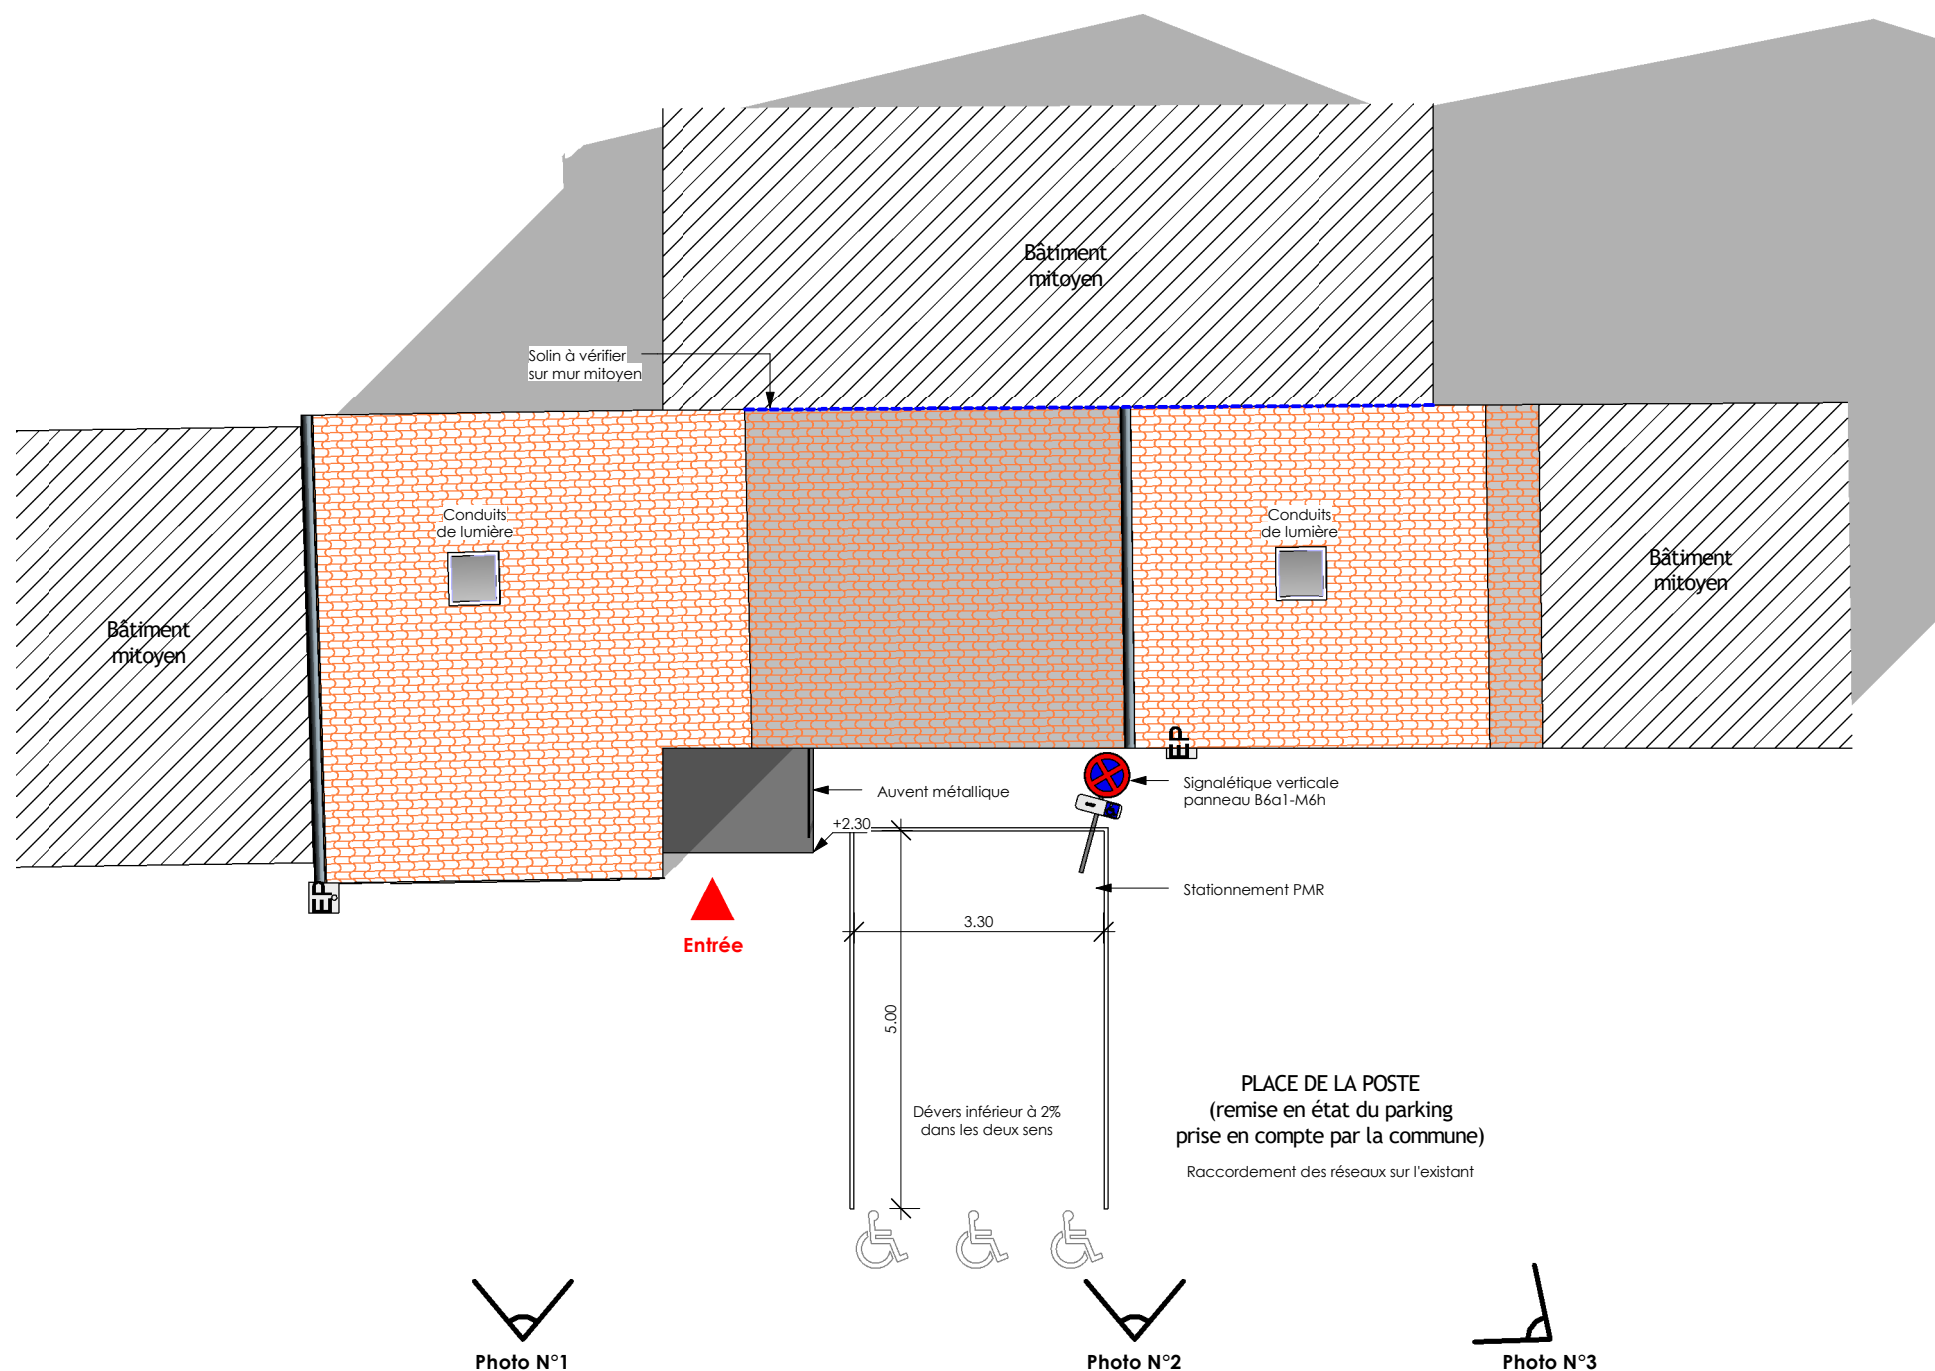 Bâtiment
mitoyen
Solin à vérifier
sur mur mitoyen
Conduits
de lumière
Conduits
de lumière
Bâtiment
mitoyen
Bâtiment
mitoyen
EP
EP
Auvent métallique
Signalétique verticale
panneau B6a1-M6h
+2.30
Stationnement PMR
3.30
Entrée
5.00
Dévers inférieur à 2%
dans les deux sens
PLACE DE LA POSTE
(remise en état du parking
prise en compte par la commune)
Raccordement des réseaux sur l'existant
Photo N°1
Photo N°2
Photo N°3